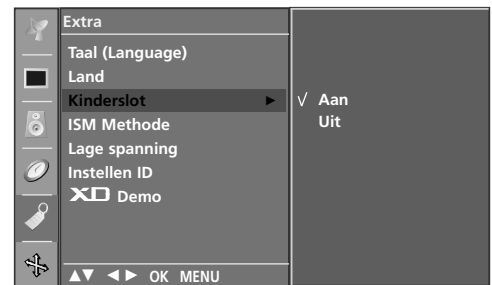 Extra
Taal (Language)
Land
Kinderslot ►
ISM Methode
Lage spanning
Instellen ID
XD Demo
√ Aan
Uit
▲▼ ◄► OK MENU